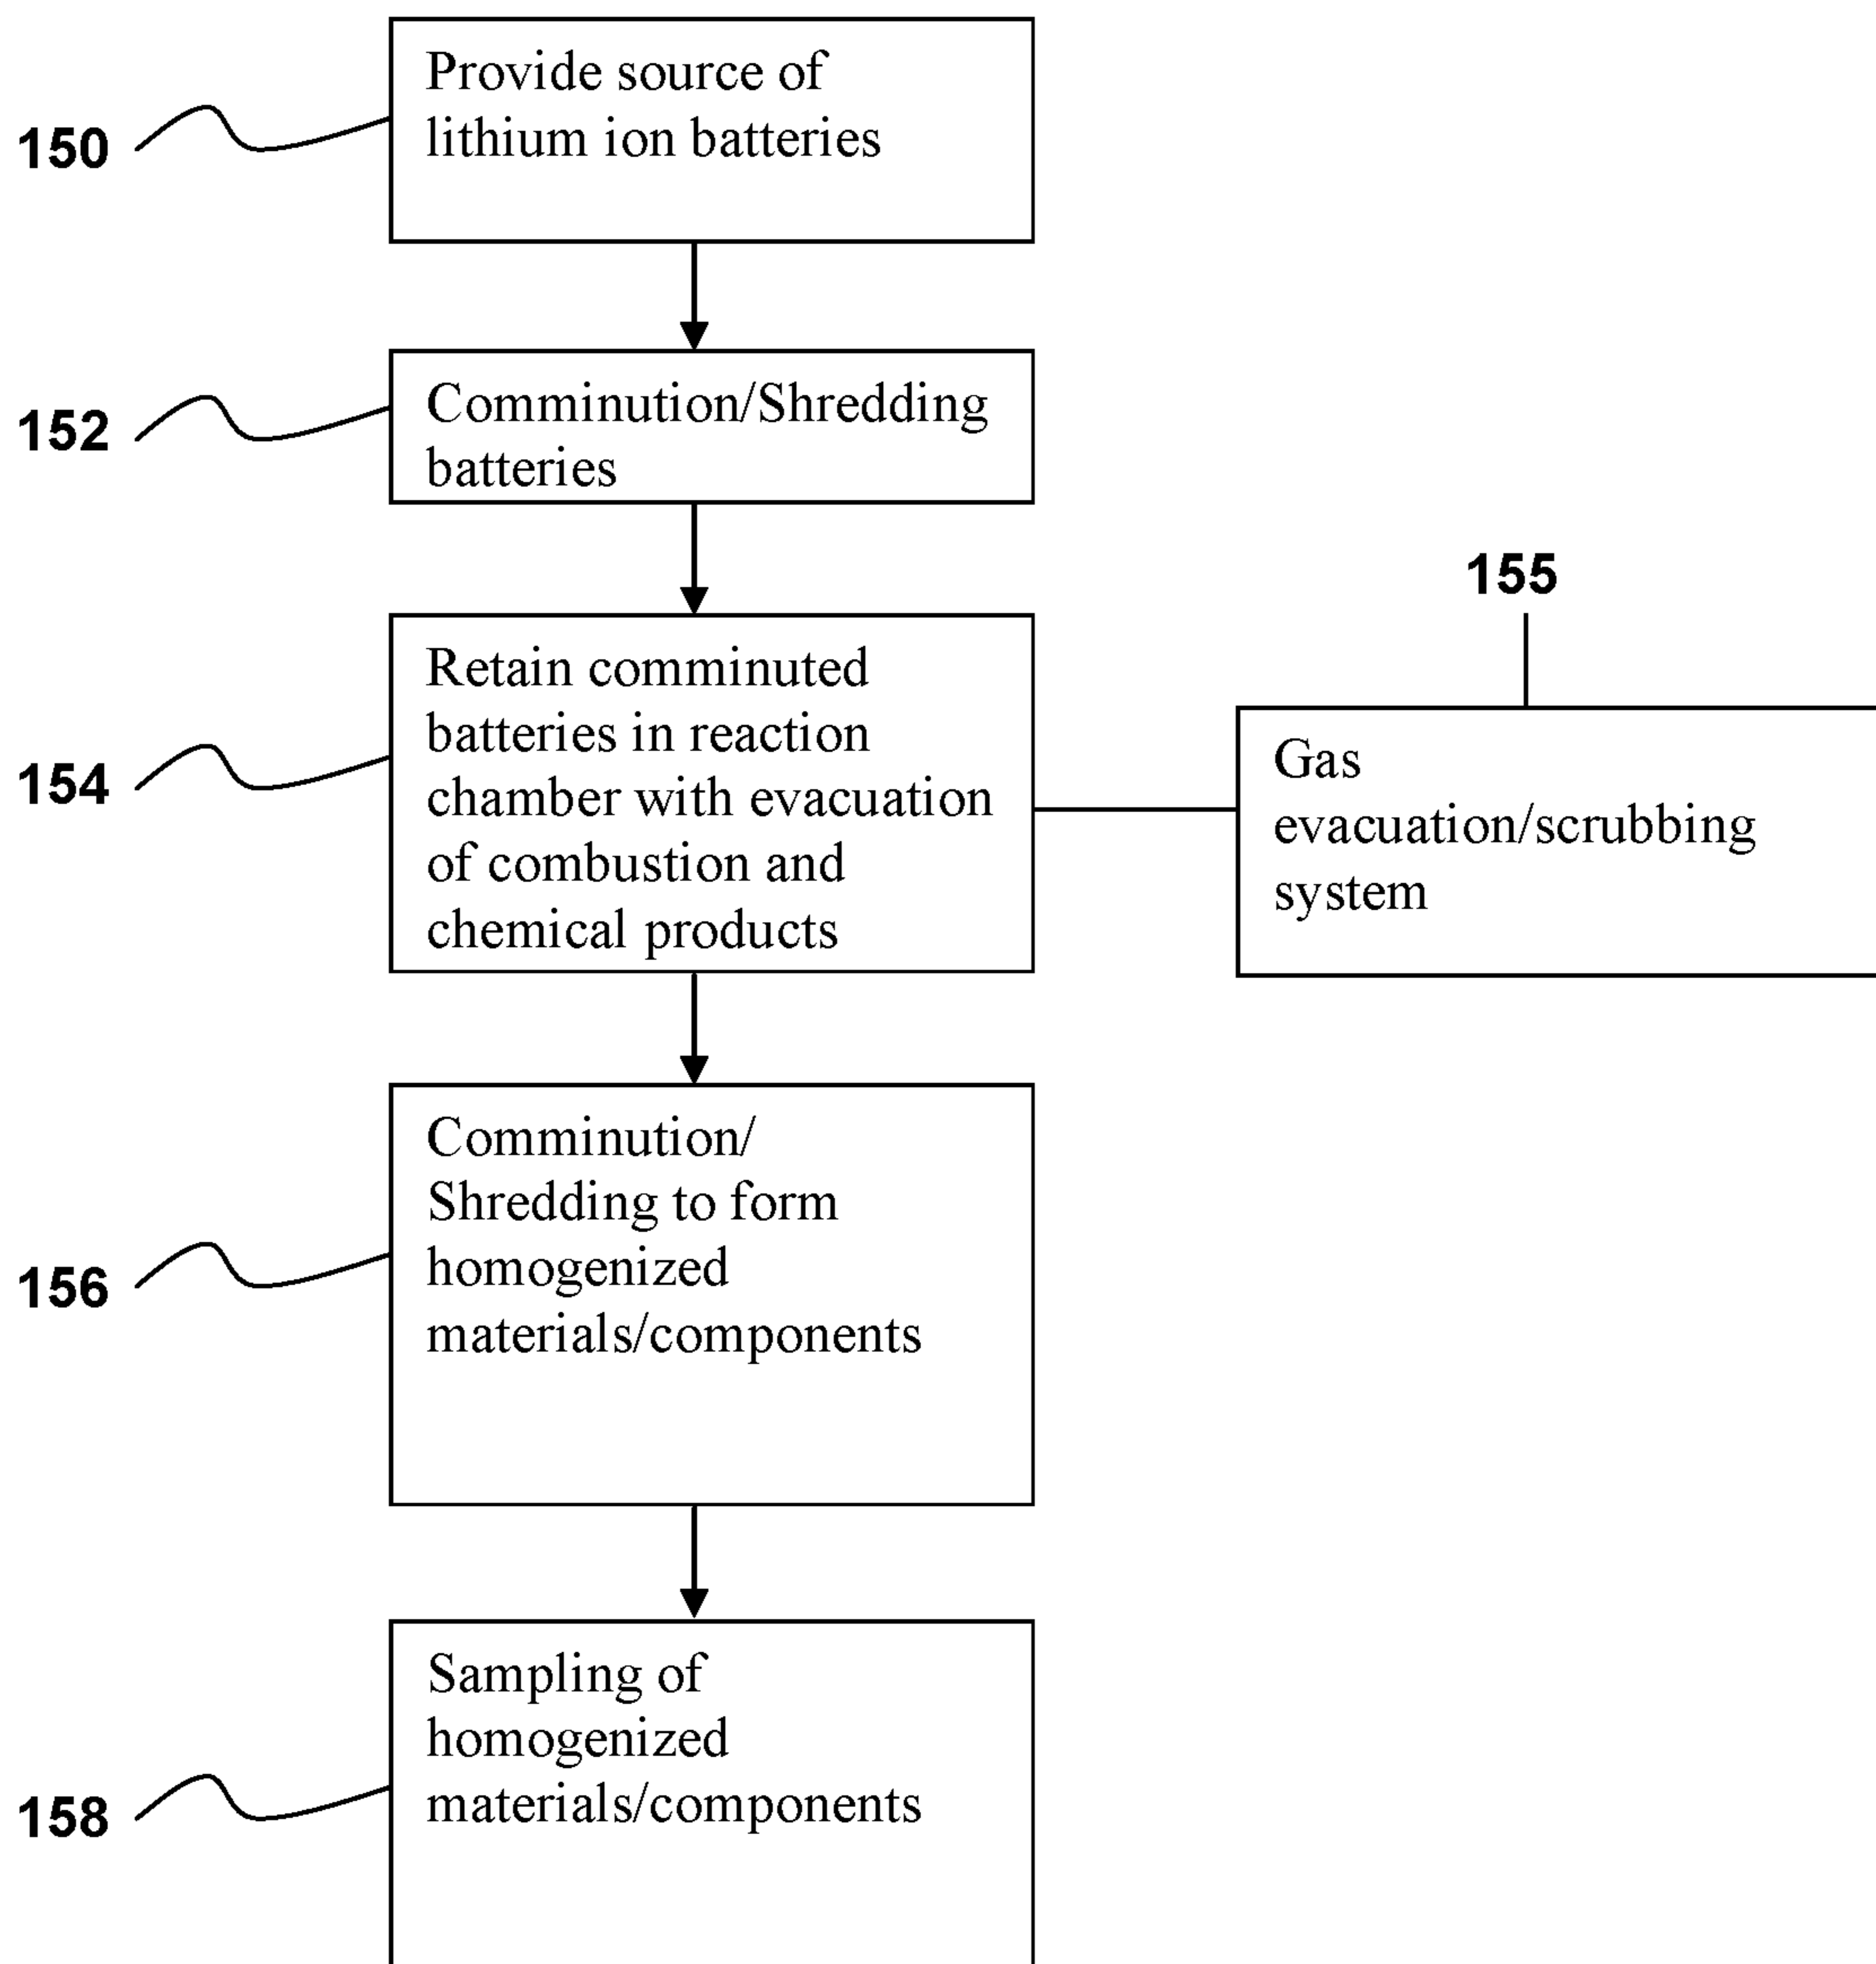 150
Provide source of
lithium ion batteries
152
Comminution/Shredding
batteries
154
Retain comminuted
batteries in reaction
chamber with evacuation
of combustion and
chemical products
155
Gas
evacuation/scrubbing
system
156
Comminution/
Shredding to form
homogenized
materials/components
158
Sampling of
homogenized
materials/components